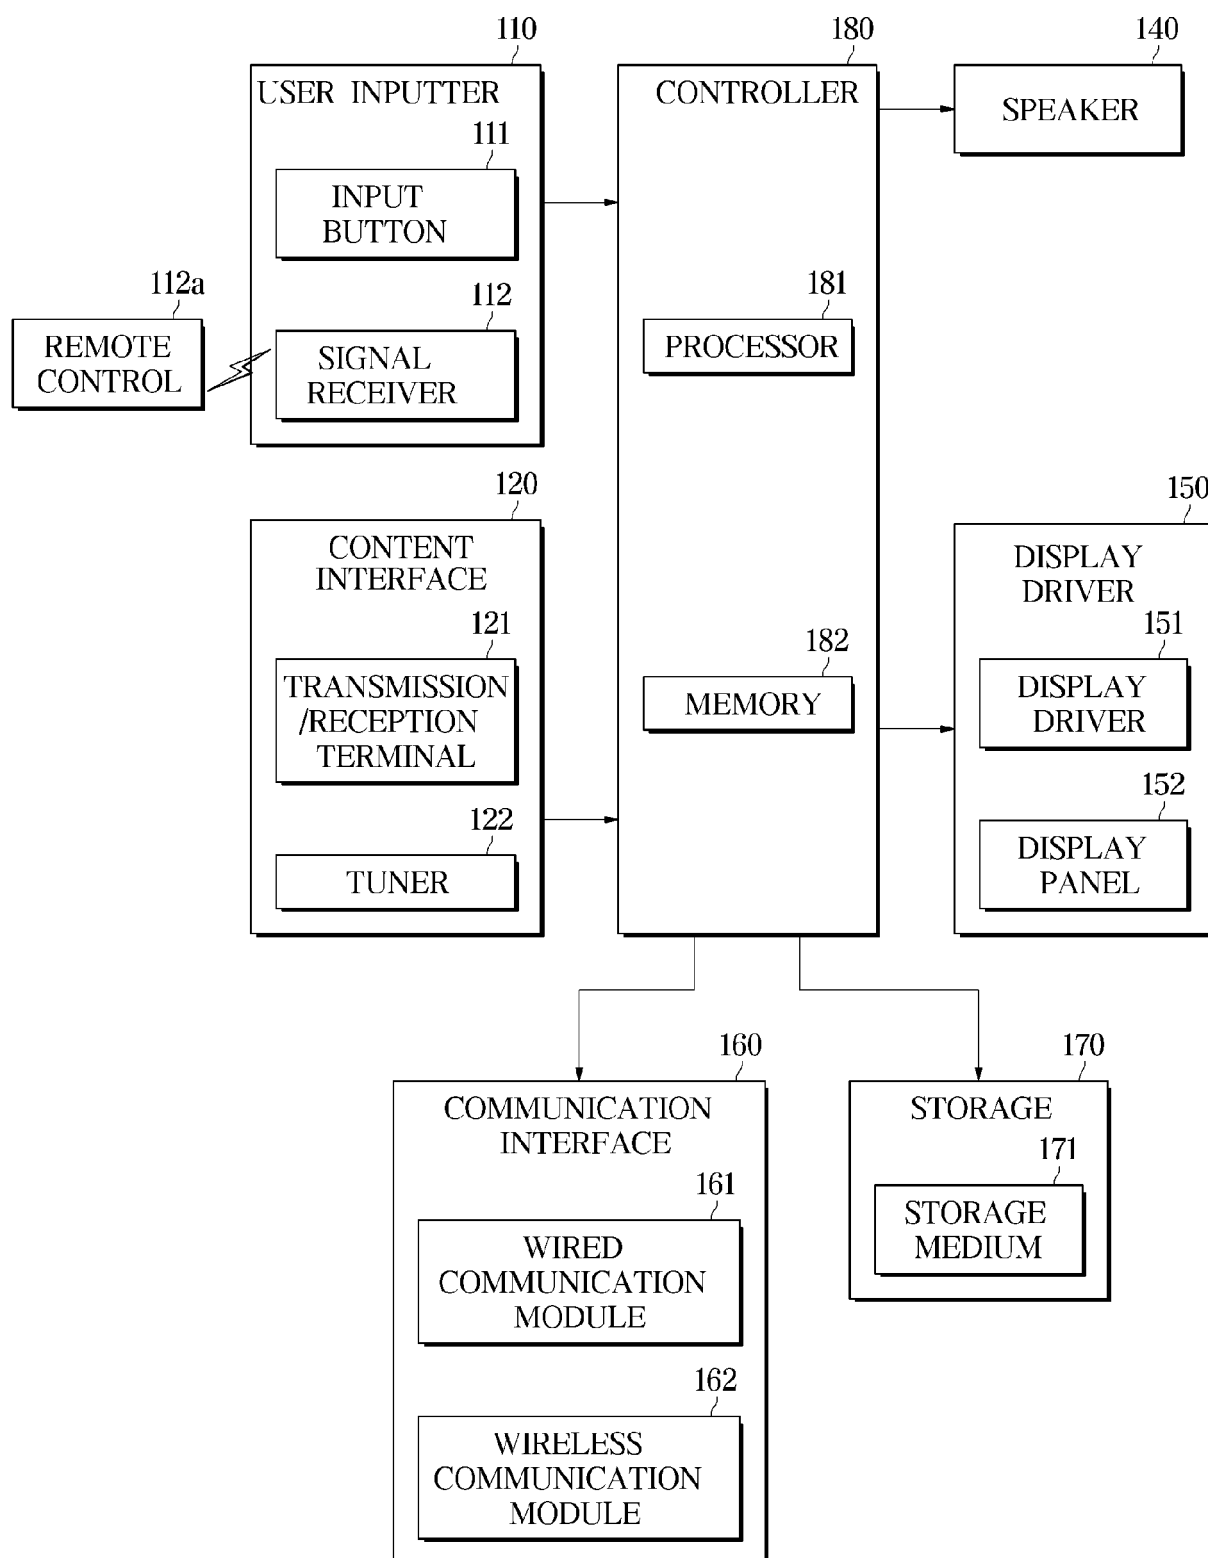 110
USER INPUTTER
111
INPUT
BUTTON
112a
REMOTE
CONTROL
112
SIGNAL
RECEIVER
120
CONTENT
INTERFACE
121
TRANSMISSION
/RECEPTION
TERMINAL
122
TUNER
180
CONTROLLER
181
PROCESSOR
182
MEMORY
140
SPEAKER
150
DISPLAY
DRIVER
151
DISPLAY
DRIVER
152
DISPLAY
PANEL
160
COMMUNICATION
INTERFACE
161
WIRED
COMMUNICATION
MODULE
162
WIRELESS
COMMUNICATION
MODULE
170
STORAGE
171
STORAGE
MEDIUM